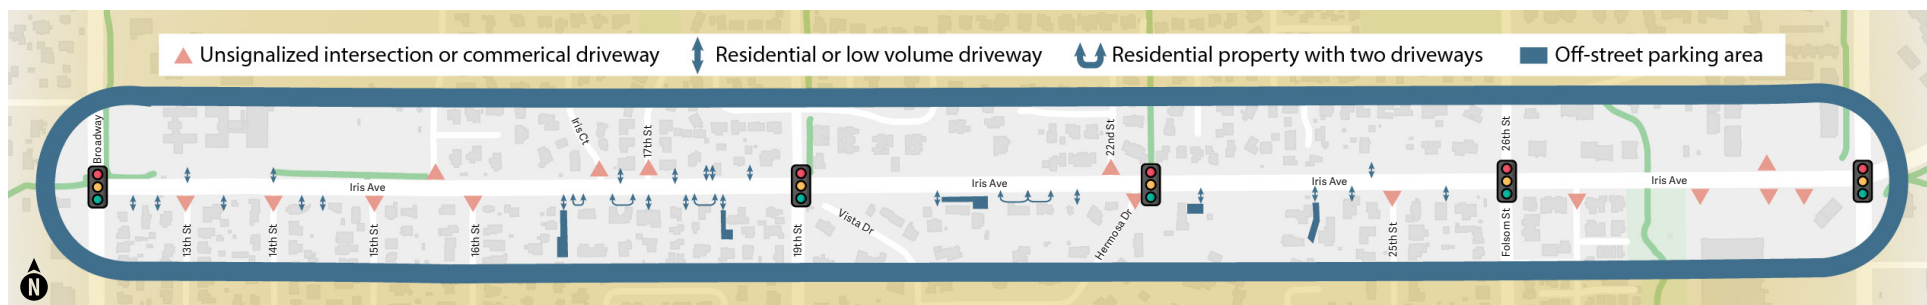 Unsignalized intersection or commerical driveway
Residential or low volume driveway
Residential property with two driveways
Off-street parking area
Broadway
Iris Ct
17th St
22nd St
26th St
Iris Ave
Iris Ave
Iris Ave
Iris Ave
13th St
14th St
15th St
16th St
19th St
Vista Dr
Hermosa Dr
25th St
Folsom St
N